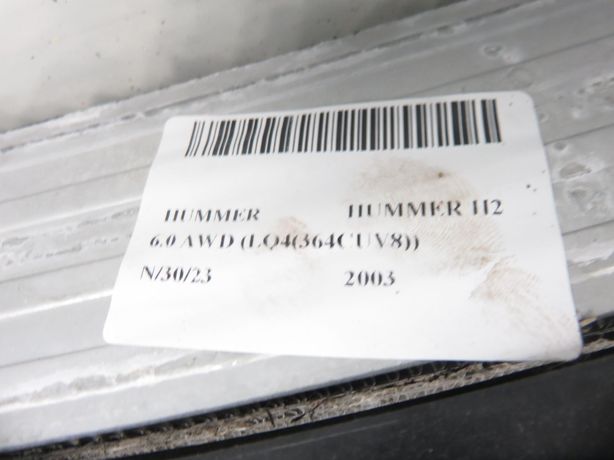 HUMMER HUMMER H2
6.0 AWD (LQ4(364CUV8))
N/30/23 2003